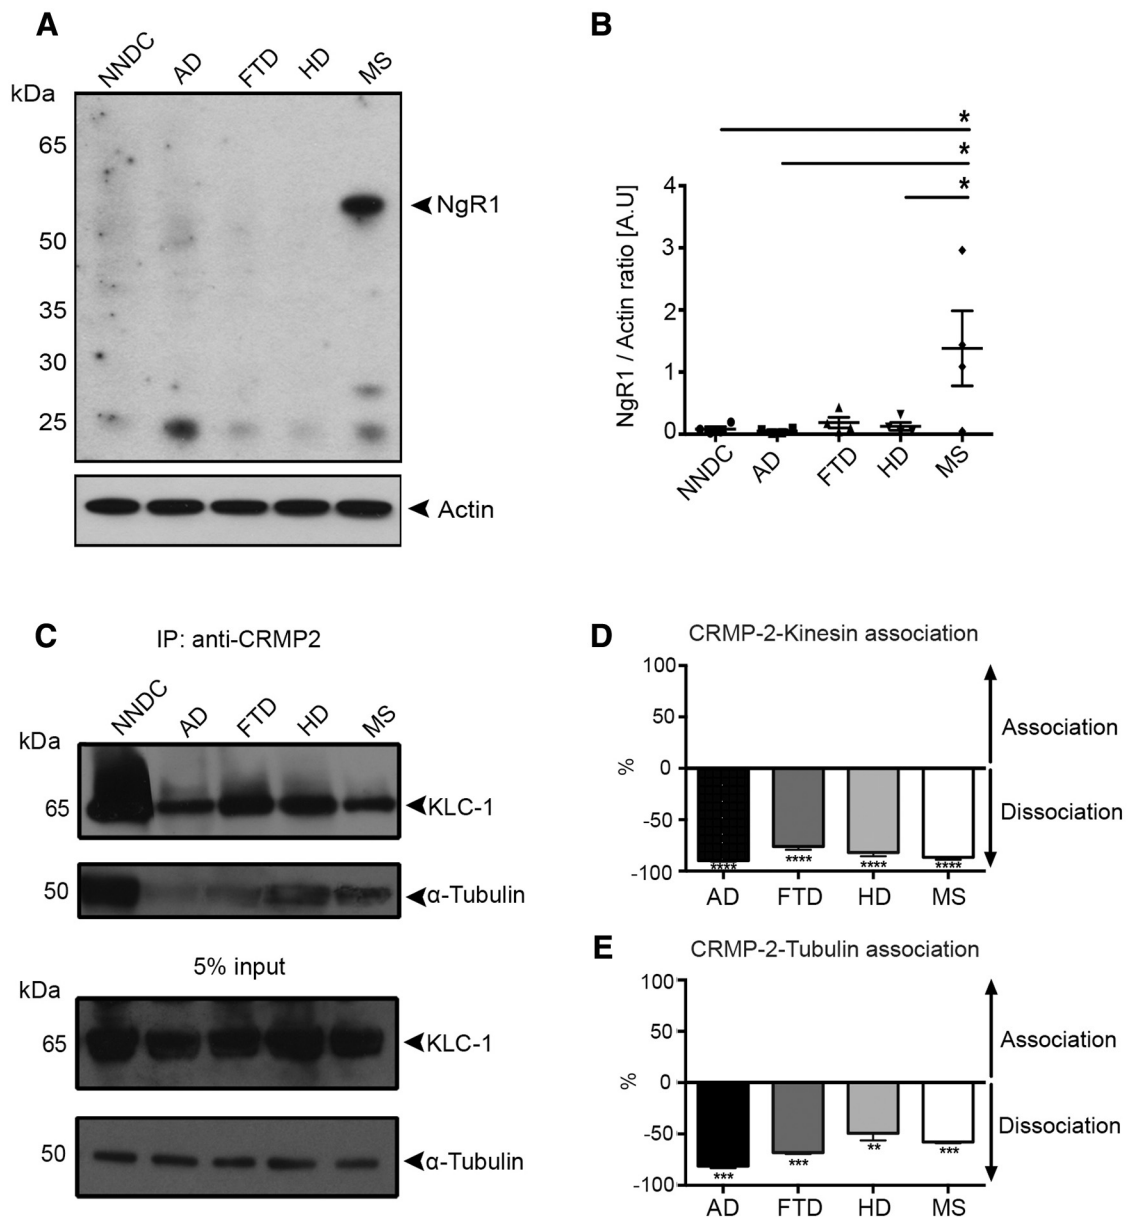 A
NNDC AD FTD HD MS
kDa
65
NgR1
50
35
30
25
Actin
B
* 
*
*
NgR1 / Actin ratio [A.U]
4
3
2
1
0
NNDC AD FTD HD MS
C
IP: anti-CRMP2
NNDC AD FTD HD MS
kDa
65 KLC-1
50 α-Tubulin
5% input
kDa
65 KLC-1
50 α-Tubulin
D
CRMP-2-Kinesin association
100
50
0
-50
-100
%
Association
Dissociation
**** **** **** ****
AD FTD HD MS
E
CRMP-2-Tubulin association
100
50
0
-50
-100
%
Association
Dissociation
*** *** ** ***
AD FTD HD MS